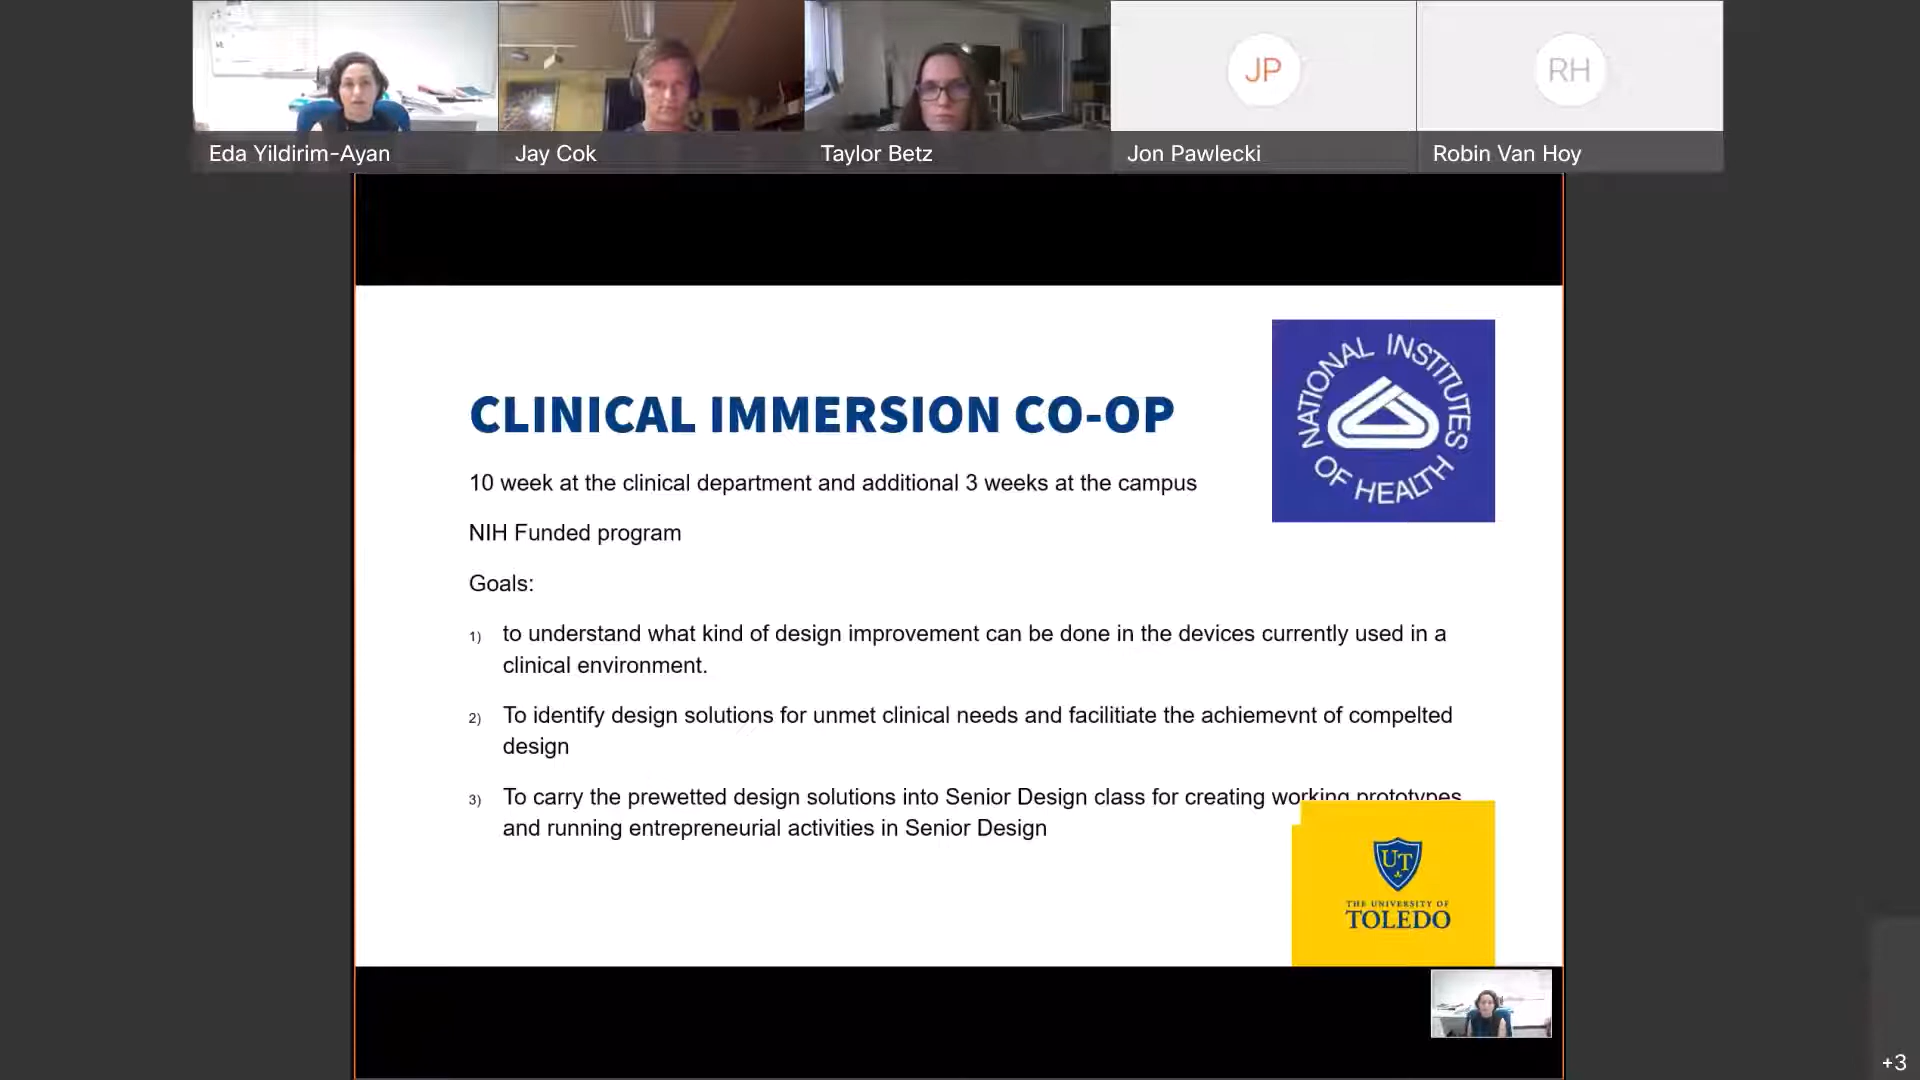 Eda Yildirim-Ayan
Jay Cok
Taylor Betz
JP
Jon Pawlecki
RH
Robin Van Hoy
NATIONAL INSTITUTES OF HEALTH
CLINICAL IMMERSION CO-OP
10 week at the clinical department and additional 3 weeks at the campus
NIH Funded program
Goals:
1) to understand what kind of design improvement can be done in the devices currently used in a
clinical environment.
2) To identify design solutions for unmet clinical needs and facilitiate the achiemevnt of compelted
design
3) To carry the prewetted design solutions into Senior Design class for creating working prototypes
and running entrepreneurial activities in Senior Design
UT
THE UNIVERSITY OF
TOLEDO
+3